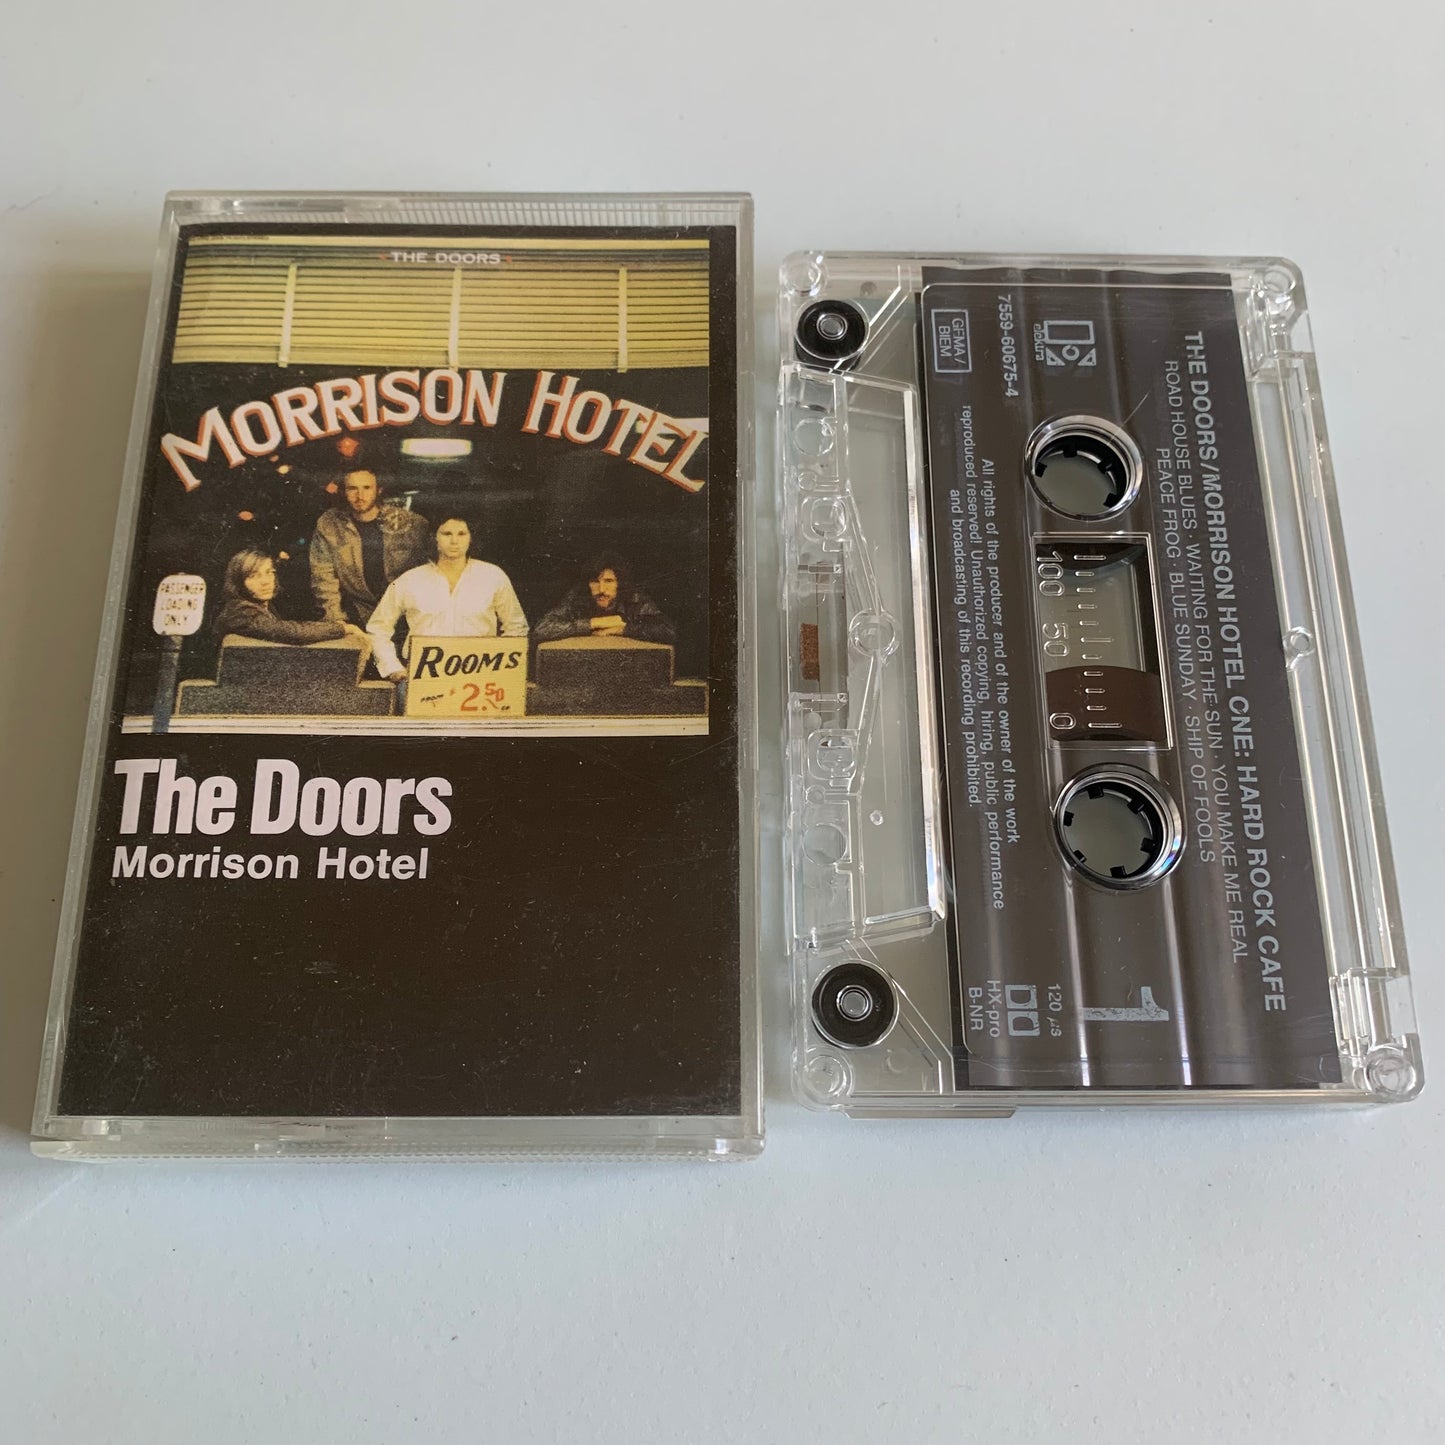 THE DOORS
MORRISON HOTEL
PASSENGER
LOADING
ONLY
ROOMS
FROM $2.50
The Doors
Morrison Hotel
THE DOORS/MORRISON HOTEL ONE: HARD ROCK CAFE
ROAD HOUSE BLUES · WAITING FOR THE SUN · YOU MAKE ME REAL
PEACE FROG · BLUE SUNDAY · SHIP OF FOOLS
100 50 0
1
elektra
7559-60675-4
GEMA/
BIEM
All rights of the producer and of the owner of the work
reproduced reserved! Unauthorized copying, hiring, public performance
and broadcasting of this recording prohibited.
120 µs
HX-pro
B-NR